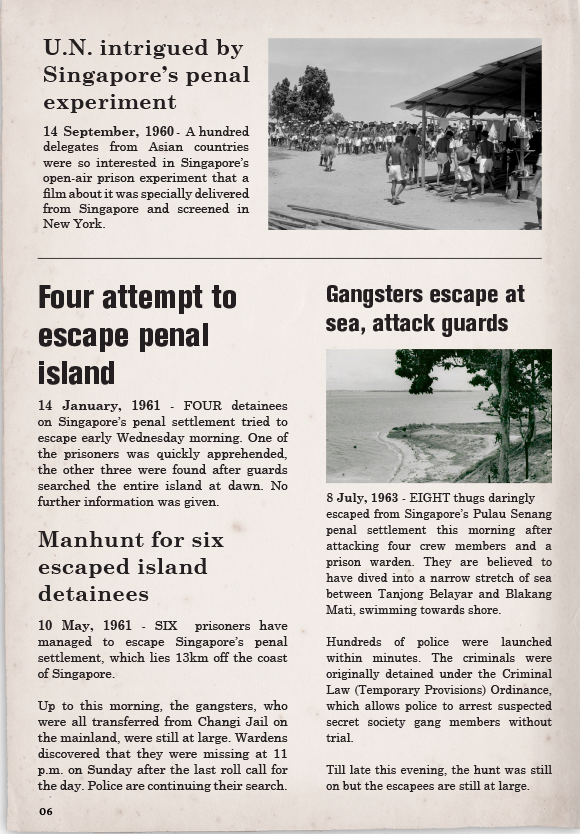 U.N. intrigued by
Singapore's penal
experiment
14 September, 1960 - A hundred
delegates from Asian countries
were so interested in Singapore's
open-air prison experiment that a
film about it was specially delivered
from Singapore and screened in
New York.
Four attempt to
escape penal
island
14 January, 1961 - FOUR detainees
on Singapore's penal settlement tried to
escape early Wednesday morning. One of
the prisoners was quickly apprehended,
the other three were found after guards
searched the entire island at dawn. No
further information was given.
Manhunt for six
escaped island
detainees
10 May, 1961 - SIX prisoners have
managed to escape Singapore's penal
settlement, which lies 13km off the coast
of Singapore.
Up to this morning, the gangsters, who
were all transferred from Changi Jail on
the mainland, were still at large. Wardens
discovered that they were missing at 11
p.m. on Sunday after the last roll call for
the day. Police are continuing their search.
Gangsters escape at
sea, attack guards
8 July, 1963 - EIGHT thugs daringly
escaped from Singapore's Pulau Senang
penal settlement this morning after
attacking four crew members and a
prison warden. They are believed to
have dived into a narrow stretch of sea
between Tanjong Belayar and Blakang
Mati, swimming towards shore.
Hundreds of police were launched
within minutes. The criminals were
originally detained under the Criminal
Law (Temporary Provisions) Ordinance,
which allows police to arrest suspected
secret society gang members without
trial.
Till late this evening, the hunt was still
on but the escapees are still at large.
06